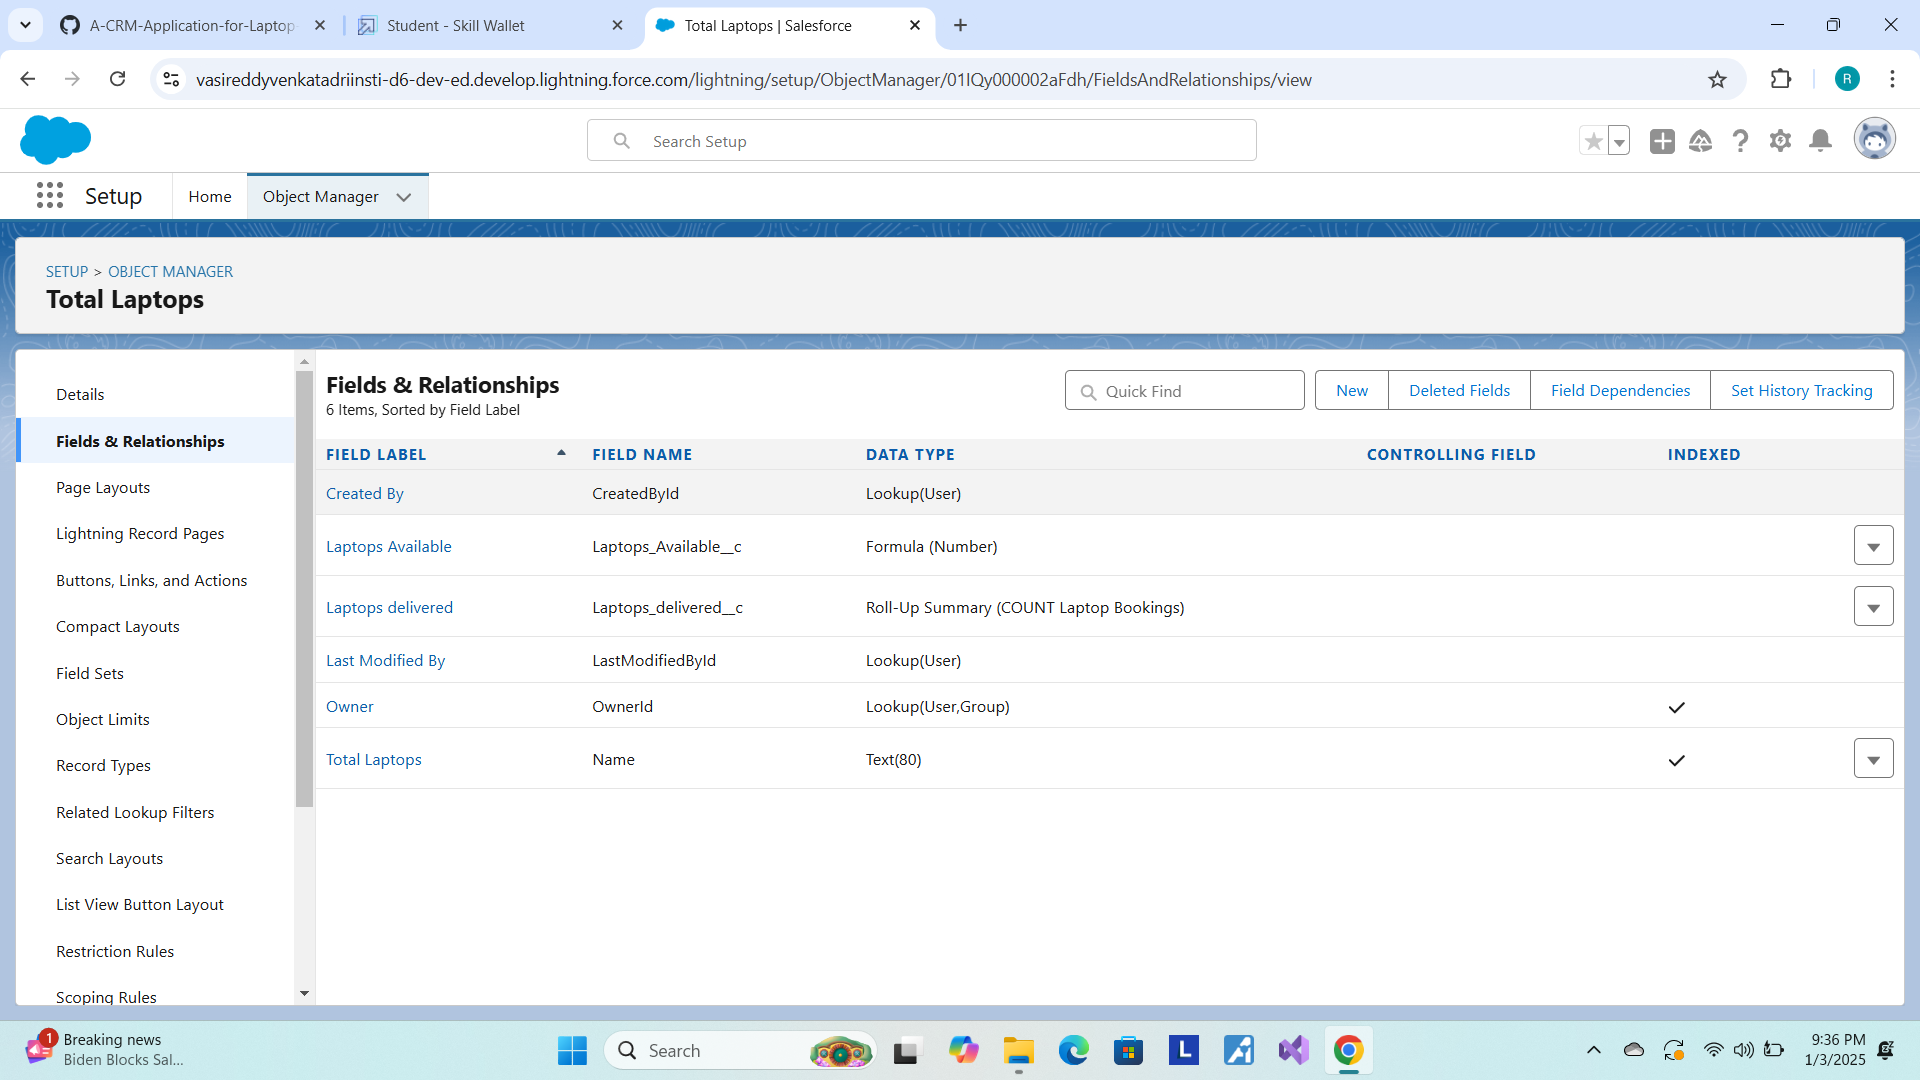 A-CRM-Application-for-Laptop-
Student - Skill Wallet
Total Laptops | Salesforce
vasireddyvenkatadriinsti-d6-dev-ed.develop.lightning.force.com/lightning/setup/ObjectManager/01IQy000002aFdh/FieldsAndRelationships/view
R
Search Setup
Setup
Home
Object Manager
SETUP > OBJECT MANAGER
Total Laptops
Details
Fields & Relationships
Page Layouts
Lightning Record Pages
Buttons, Links, and Actions
Compact Layouts
Field Sets
Object Limits
Record Types
Related Lookup Filters
Search Layouts
List View Button Layout
Restriction Rules
Scoping Rules
Fields & Relationships
6 Items, Sorted by Field Label
Quick Find
New
Deleted Fields
Field Dependencies
Set History Tracking
FIELD LABEL FIELD NAME DATA TYPE CONTROLLING FIELD INDEXED
Created By CreatedById Lookup(User)
Laptops Available Laptops_Available__c Formula (Number)
Laptops delivered Laptops_delivered__c Roll-Up Summary (COUNT Laptop Bookings)
Last Modified By LastModifiedById Lookup(User)
Owner OwnerId Lookup(User,Group)
Total Laptops Name Text(80)
1
Breaking news
Biden Blocks Sal...
Search
L
9:36 PM
1/3/2025